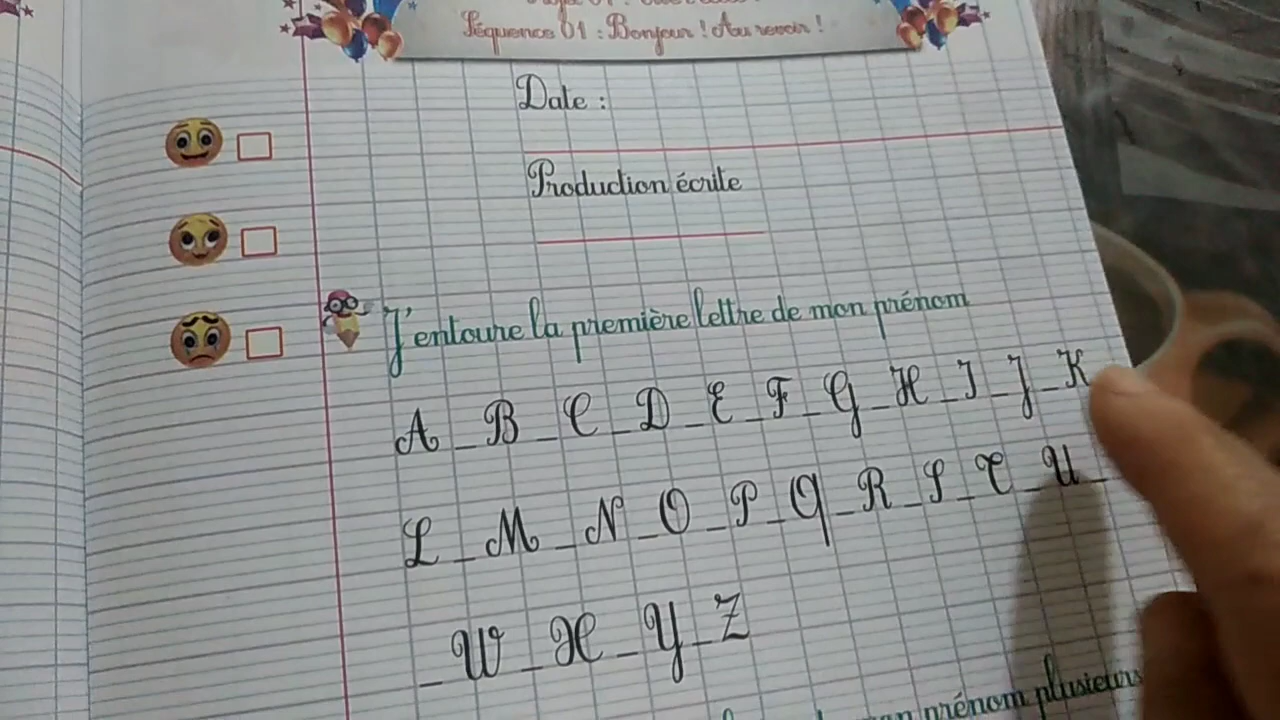 Séquence 01 : Bonjour ! Au revoir !
Date :
Production écrite
J'entoure la première lettre de mon prénom
A _ B _ C _ D _ E _ F _ G _ H _ I _ J _ K
L _ M _ N _ O _ P _ Q _ R _ S _ T _ U _
_ W _ X _ Y _ Z
prénom plusieurs